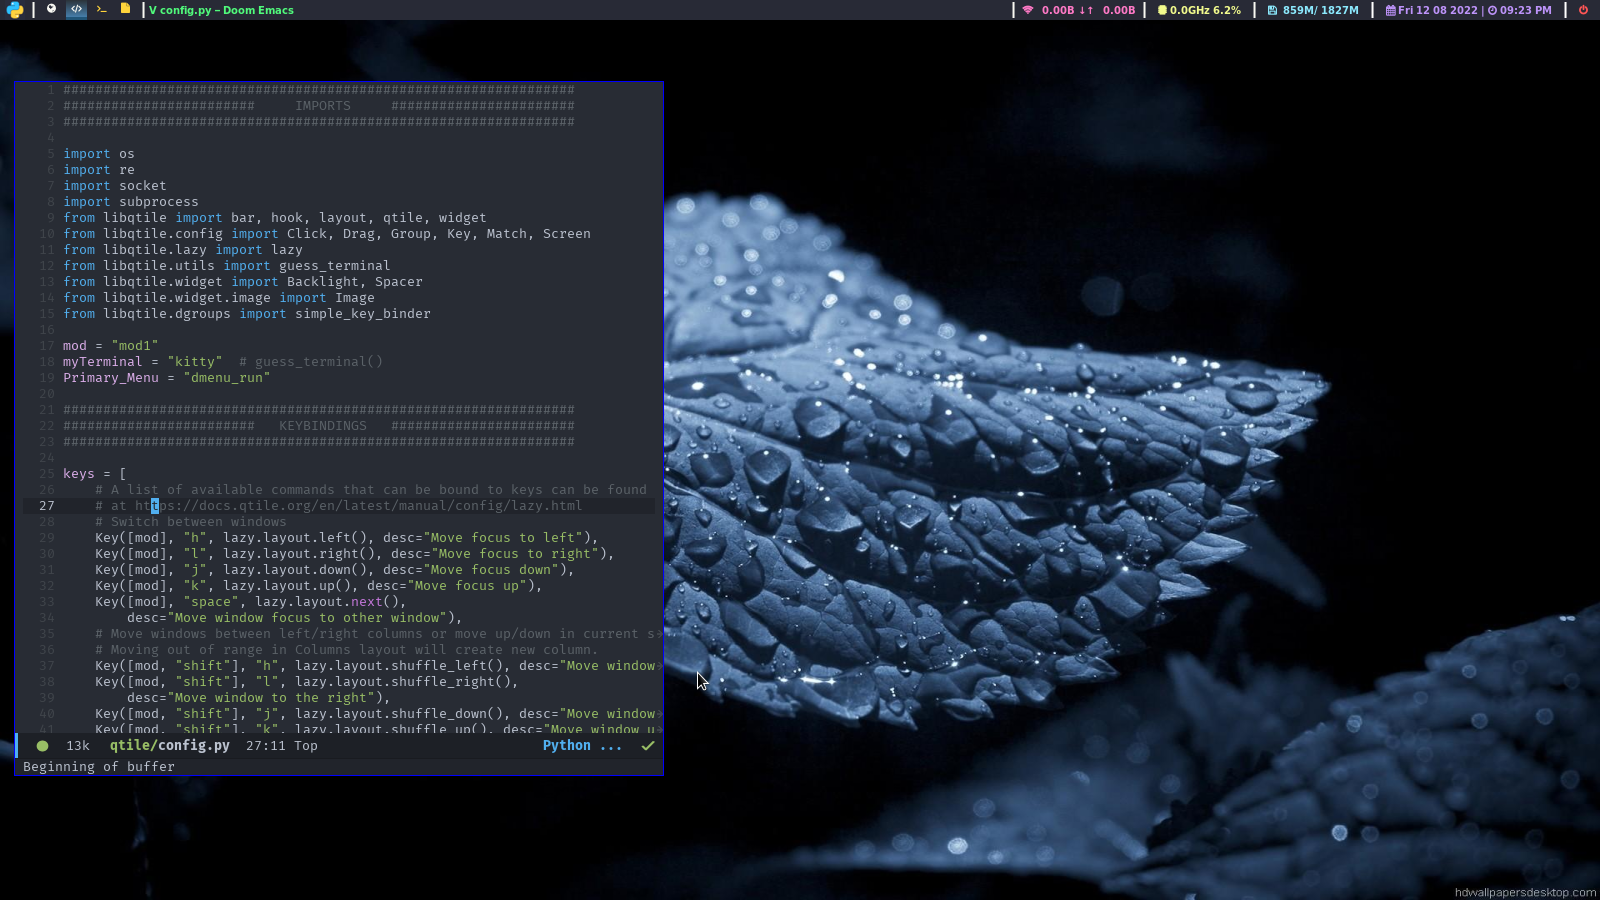 V config.py – Doom Emacs
0.00B ↓↑ 0.00B
0.0GHz 6.2%
859M/ 1827M
Fri 12 08 2022 | 09:23 PM
1 ################################################################
2 ########################     IMPORTS     #######################
3 ################################################################
4
5 import os
6 import re
7 import socket
8 import subprocess
9 from libqtile import bar, hook, layout, qtile, widget
10 from libqtile.config import Click, Drag, Group, Key, Match, Screen
11 from libqtile.lazy import lazy
12 from libqtile.utils import guess_terminal
13 from libqtile.widget import Backlight, Spacer
14 from libqtile.widget.image import Image
15 from libqtile.dgroups import simple_key_binder
16
17 mod = "mod1"
18 myTerminal = "kitty"  # guess_terminal()
19 Primary_Menu = "dmenu_run"
20
21 ################################################################
22 ########################   KEYBINDINGS   #######################
23 ################################################################
24
25 keys = [
26     # A list of available commands that can be bound to keys can be found
27     # at https://docs.qtile.org/en/latest/manual/config/lazy.html
28     # Switch between windows
29     Key([mod], "h", lazy.layout.left(), desc="Move focus to left"),
30     Key([mod], "l", lazy.layout.right(), desc="Move focus to right"),
31     Key([mod], "j", lazy.layout.down(), desc="Move focus down"),
32     Key([mod], "k", lazy.layout.up(), desc="Move focus up"),
33     Key([mod], "space", lazy.layout.next(),
34         desc="Move window focus to other window"),
35     # Move windows between left/right columns or move up/down in current s
36     # Moving out of range in Columns layout will create new column.
37     Key([mod, "shift"], "h", lazy.layout.shuffle_left(), desc="Move window
38     Key([mod, "shift"], "l", lazy.layout.shuffle_right(),
39         desc="Move window to the right"),
40     Key([mod, "shift"], "j", lazy.layout.shuffle_down(), desc="Move window
41     Key([mod, "shift"], "k", lazy.layout.shuffle_up(), desc="Move window u
13k qtile/config.py 27:11 Top Python ...
Beginning of buffer
hdwallpapersdesktop.com